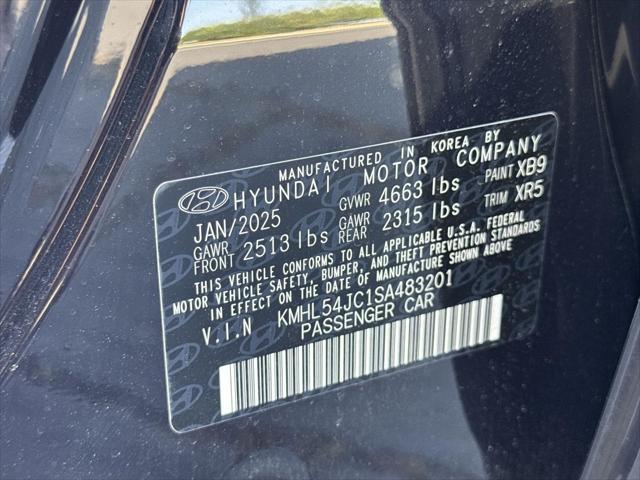 MANUFACTURED IN KOREA BY
HYUNDAI MOTOR COMPANY
JAN/2025 GVWR 4663 lbs PAINT XB9
GAWR FRONT 2513 lbs GAWR REAR 2315 lbs TRIM XR5
THIS VEHICLE CONFORMS TO ALL APPLICABLE U.S.A. FEDERAL
MOTOR VEHICLE SAFETY, BUMPER, AND THEFT PREVENTION STANDARDS
IN EFFECT ON THE DATE OF MANUFACTURE SHOWN ABOVE.
V.I.N KMHL54JC1SA483201
PASSENGER CAR